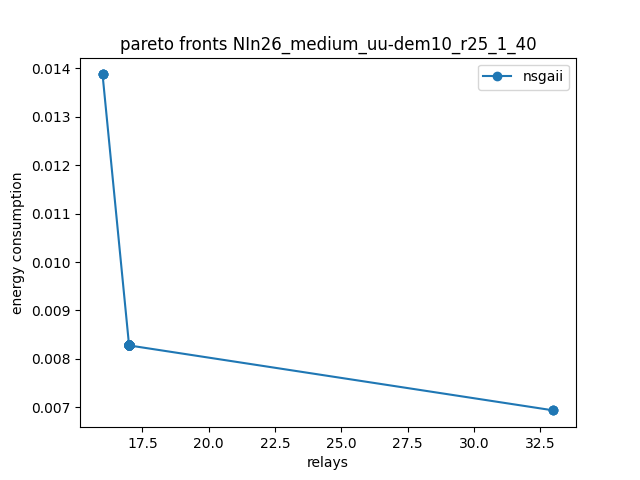 pareto fronts NIn26_medium_uu-dem10_r25_1_40
nsgaii
0.014
0.013
0.012
0.011
0.010
0.009
0.008
0.007
energy consumption
17.5 20.0 22.5 25.0 27.5 30.0 32.5
relays